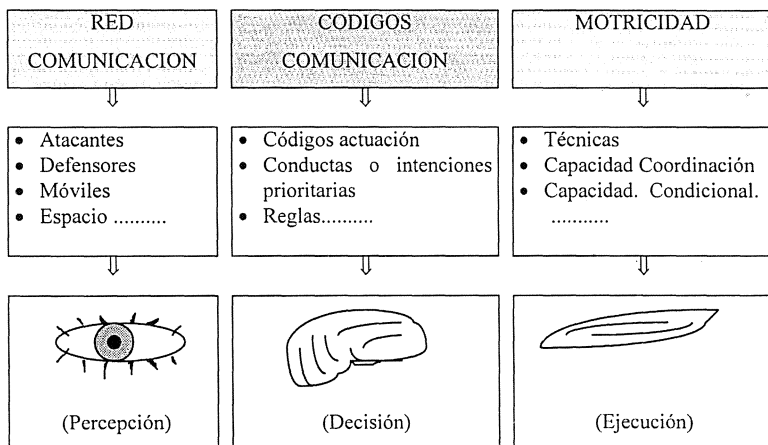 RED
COMUNICACION
CODIGOS
COMUNICACION
MOTRICIDAD
• Atacantes
• Defensores
• Móviles
• Espacio ..........
• Códigos actuación
• Conductas o intenciones
prioritarias
• Reglas..........
• Técnicas
• Capacidad Coordinación
• Capacidad. Condicional.
...........
(Percepción)
(Decisión)
(Ejecución)